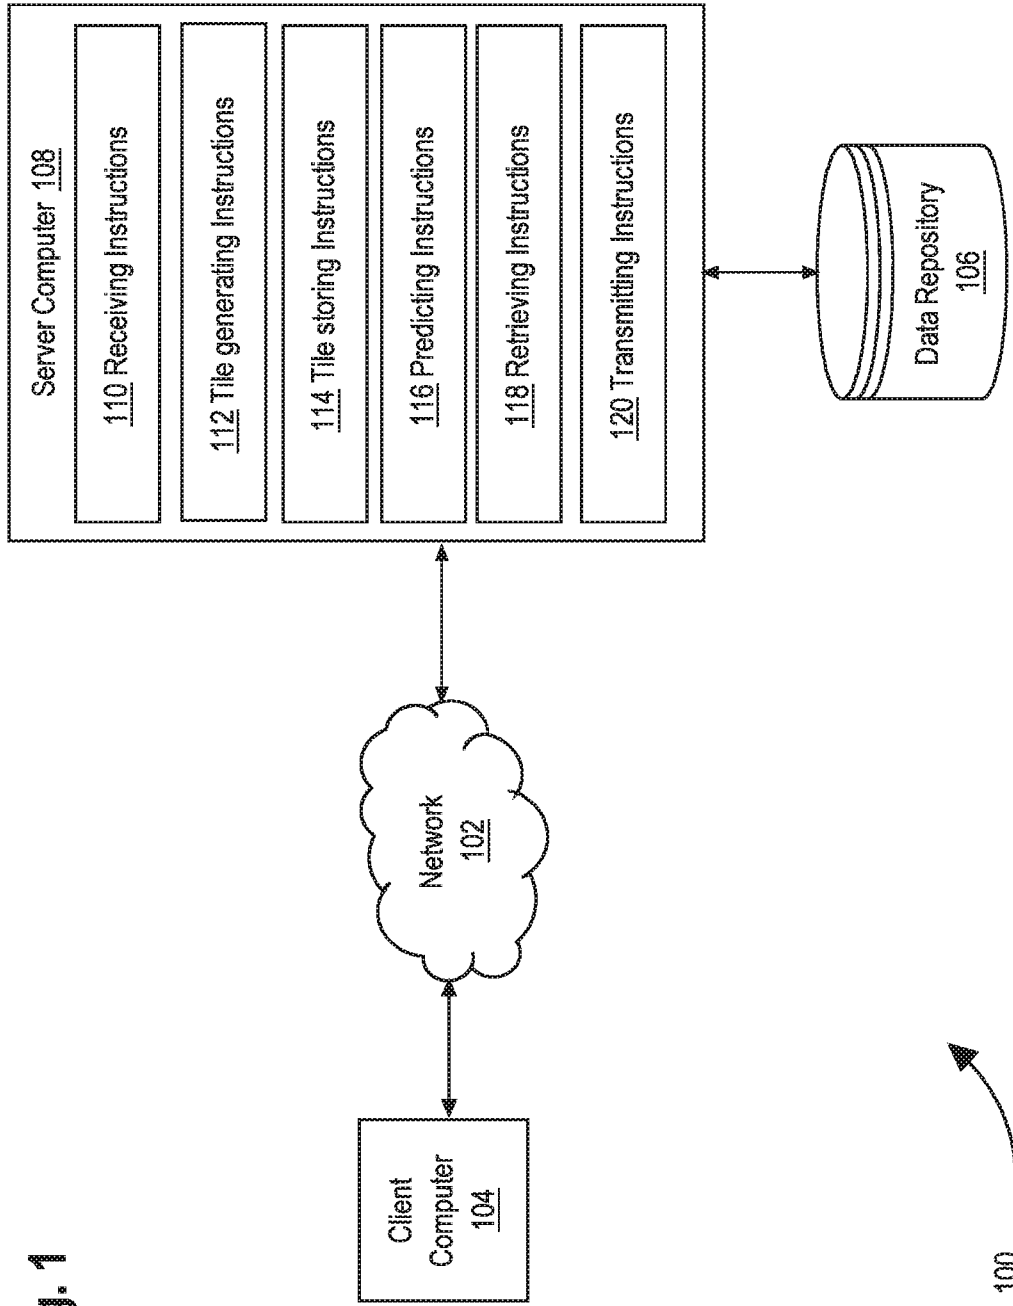 Server Computer 108
110 Receiving Instructions
112 Tile generating Instructions
114 Tile storing Instructions
116 Predicting Instructions
118 Retrieving Instructions
120 Transmitting Instructions
Data Repository
106
Network
102
Client
Computer
104
g. 1
100